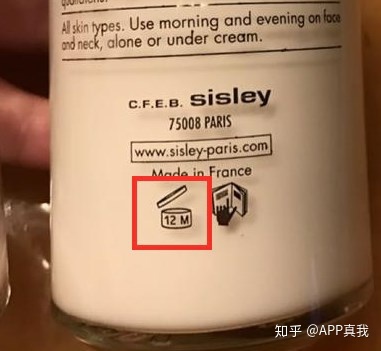 All skin types. Use morning and evening on face
and neck, alone or under cream.
C.F.E.B. sisley
75008 PARIS
www.sisley-paris.com
Made in France
12 M
知乎 @APP真我